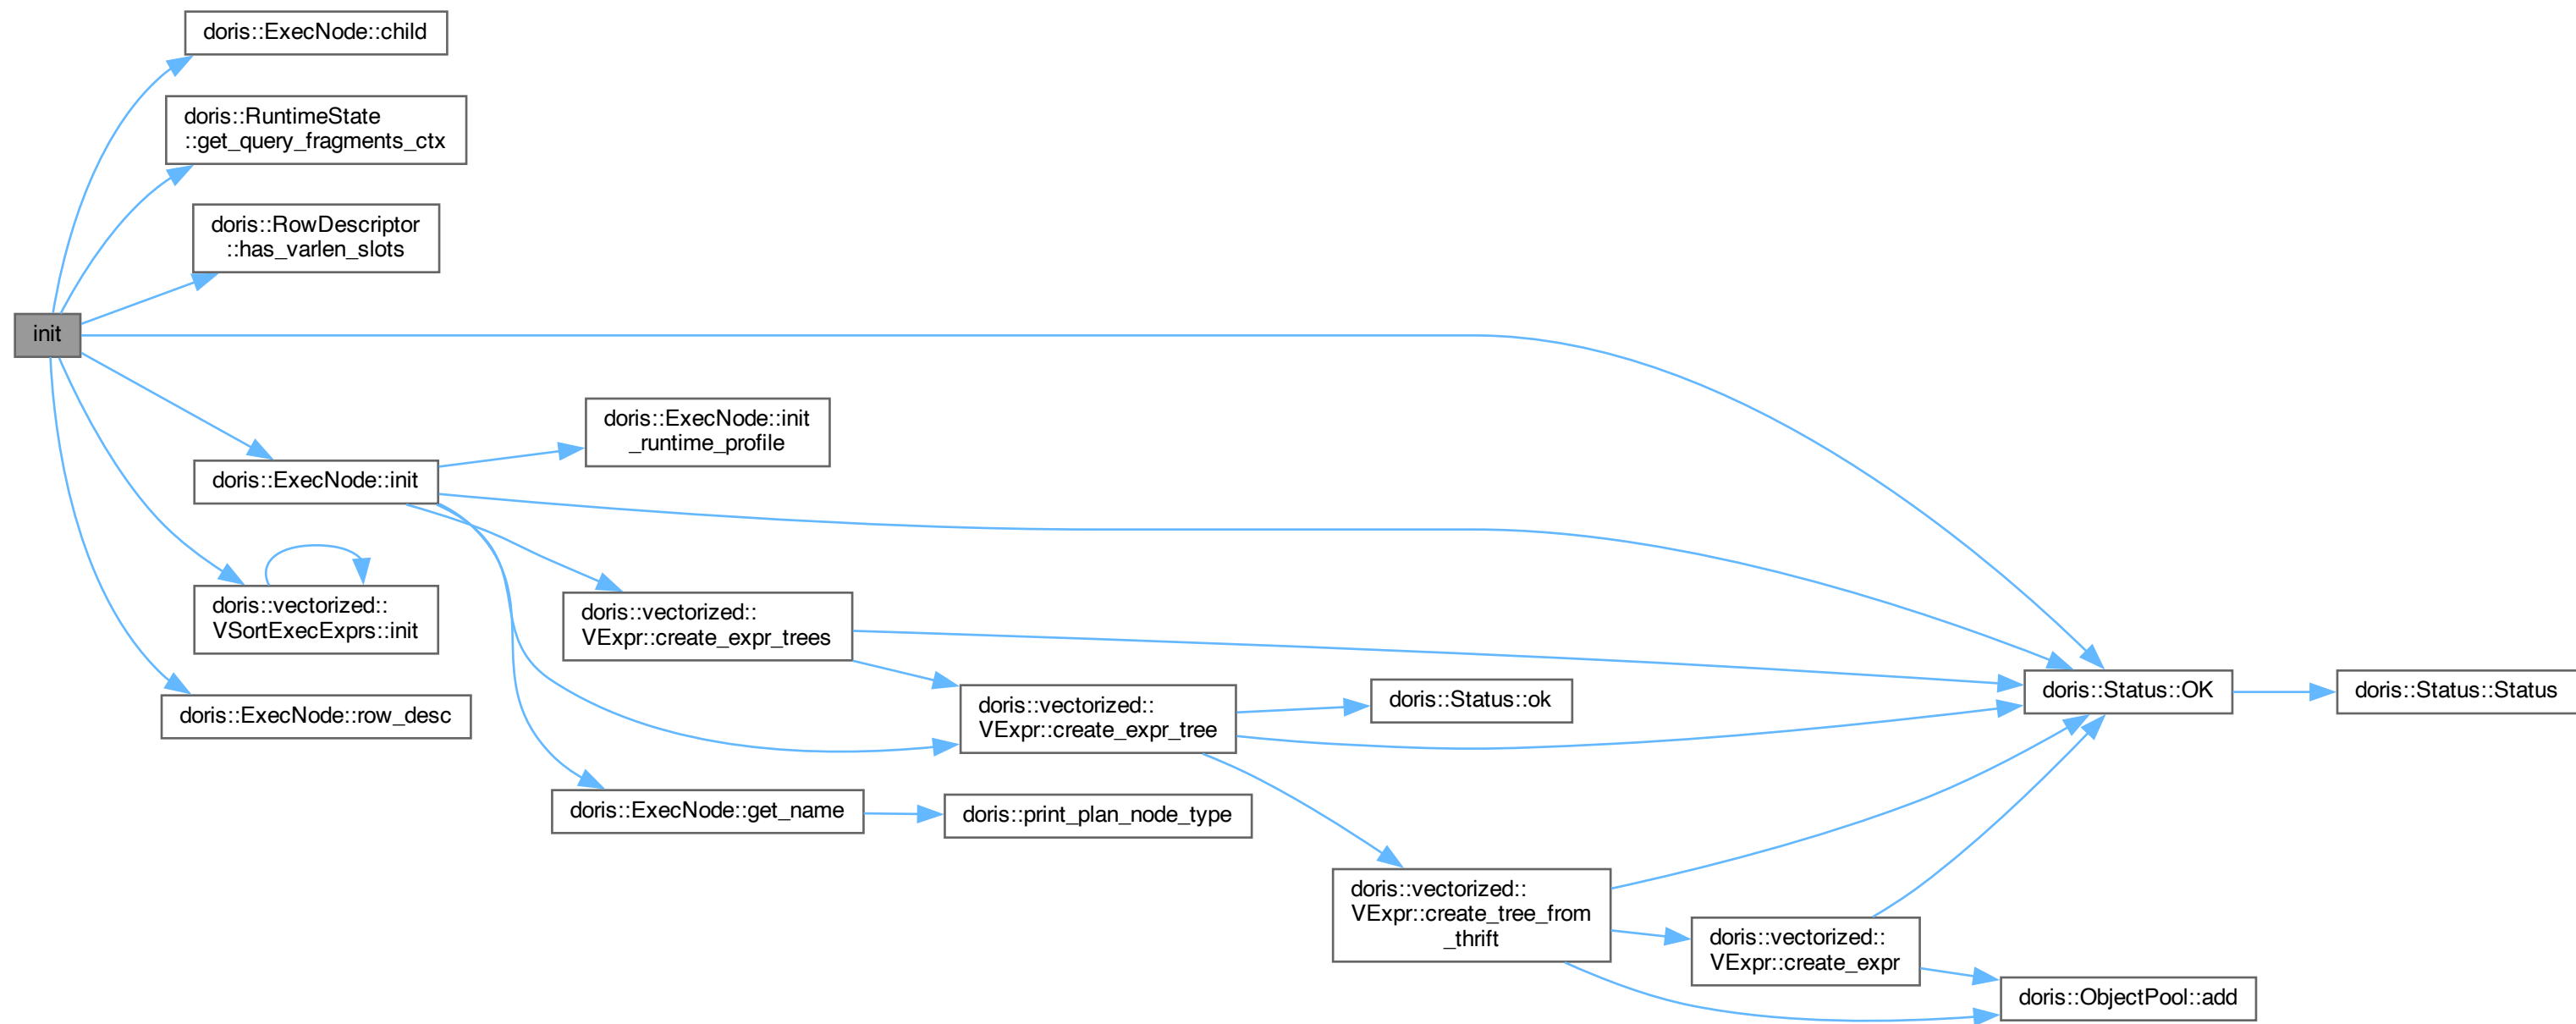 doris::ExecNode::child
doris::RuntimeState
::get_query_fragments_ctx
doris::RowDescriptor
::has_varlen_slots
init
doris::ExecNode::init
doris::vectorized::
VSortExecExprs::init
doris::ExecNode::row_desc
doris::ExecNode::init
_runtime_profile
doris::vectorized::
VExpr::create_expr_trees
doris::ExecNode::get_name
doris::vectorized::
VExpr::create_expr_tree
doris::print_plan_node_type
doris::Status::ok
doris::vectorized::
VExpr::create_tree_from
_thrift
doris::vectorized::
VExpr::create_expr
doris::Status::OK
doris::ObjectPool::add
doris::Status::Status